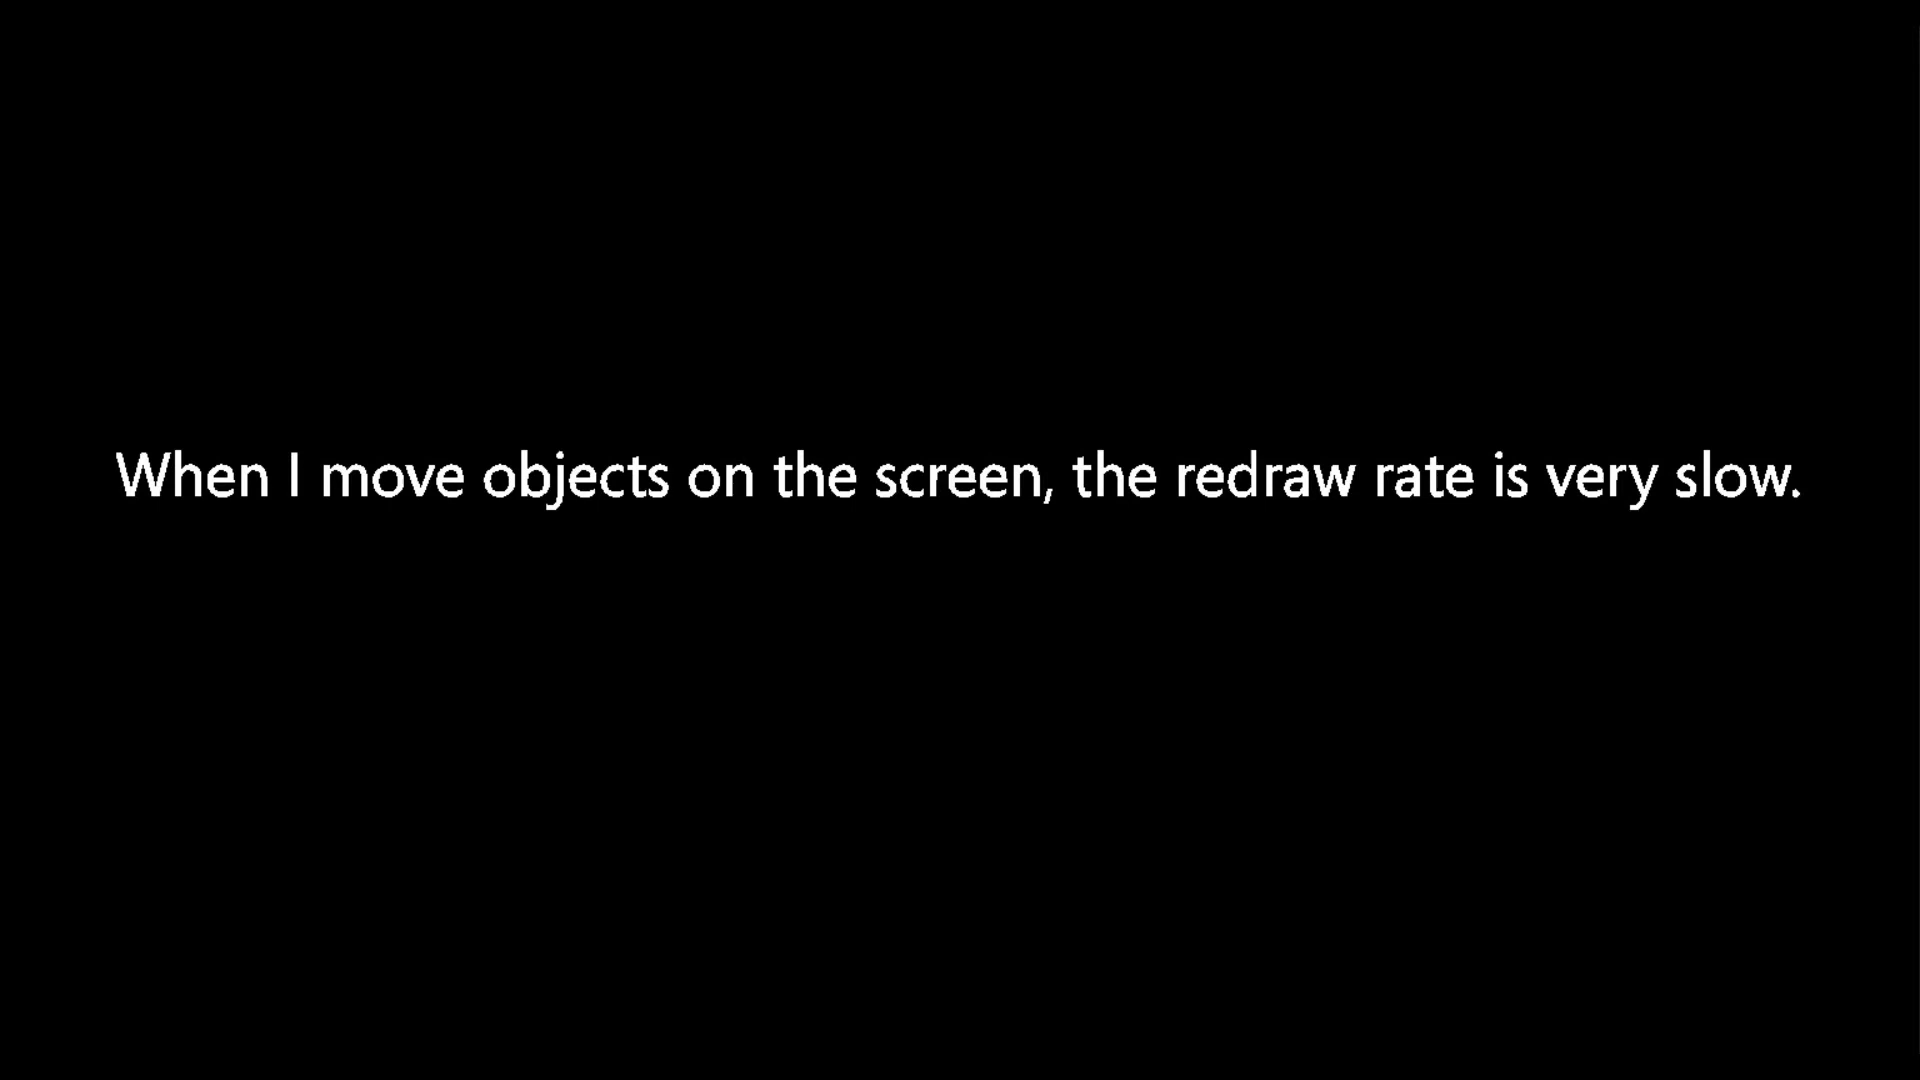 When I move objects on the screen, the redraw rate is very slow.